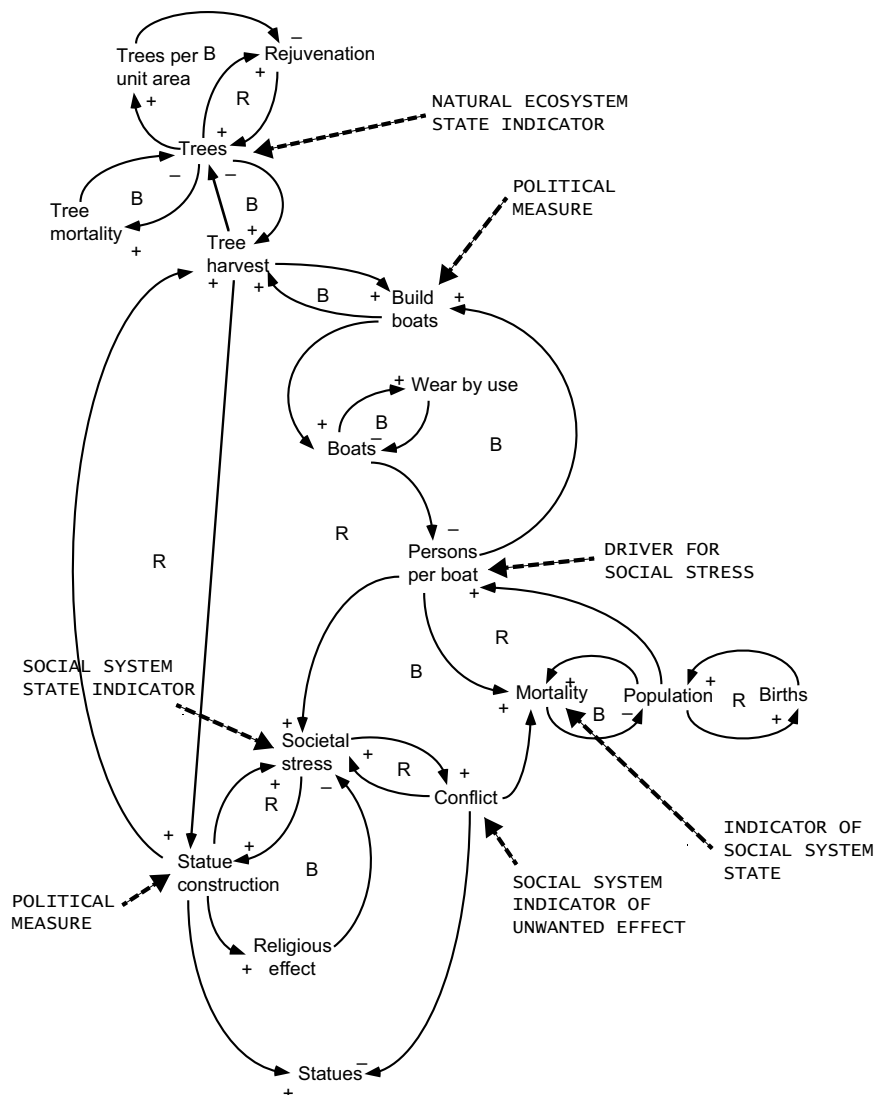 Trees per B
unit area
–
Rejuvenation
+
+
R
NATURAL ECOSYSTEM
STATE INDICATOR
+
Trees
–
–
POLITICAL
MEASURE
B
B
Tree
mortality
+
+
Tree
harvest
+
+
B
+
Build
boats
+
+
Wear by use
+
B
–
Boats
B
R
–
Persons
per boat
+
DRIVER FOR
SOCIAL STRESS
R
R
B
SOCIAL SYSTEM
STATE INDICATOR
+
Mortality
+
B
–
Population
+
R
Births
+
+
Societal
stress
+
–
+
R
+
Conflict
R
+
+
Statue
construction
B
INDICATOR OF
SOCIAL SYSTEM
STATE
POLITICAL
MEASURE
SOCIAL SYSTEM
INDICATOR OF
UNWANTED EFFECT
Religious
effect
+
Statues
–
+